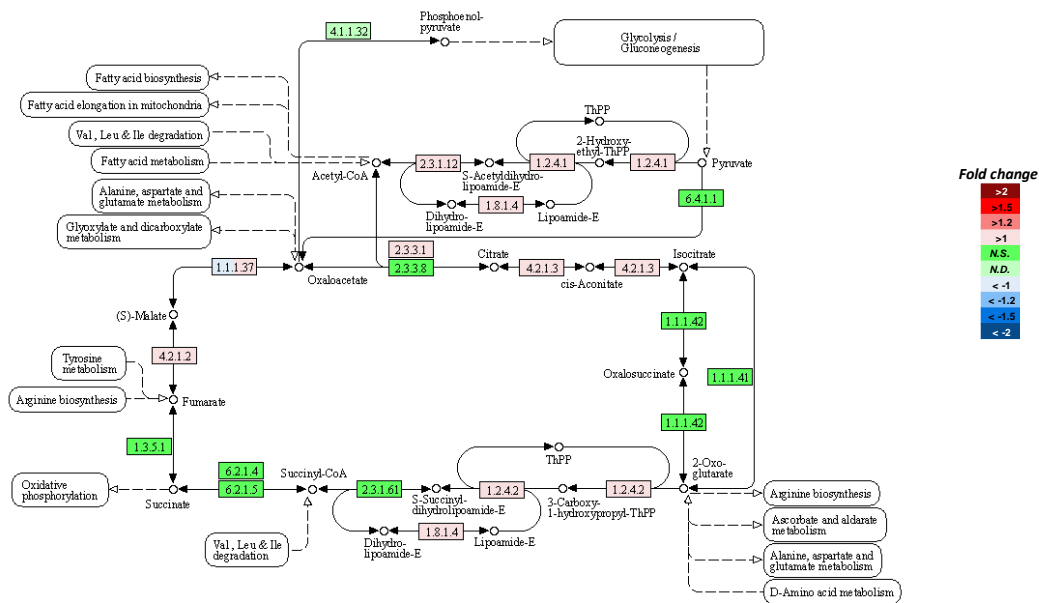 Phosphoenol-
pyruvate
4.1.1.32
Glycolysis /
Gluconeogenesis
Fatty acid biosynthesis
Fatty acid elongation in mitochondria
Val, Leu & Ile degradation
Fatty acid metabolism
Alanine, aspartate and
glutamate metabolism
Glyoxylate and dicarboxylate
metabolism
ThPP
2-Hydroxy-
ethyl-ThPP
Acetyl-CoA
2.3.1.12
S-Acetyldihydro-
lipoamide-E
1.2.4.1
1.2.4.1
Pyruvate
Dihydro-
lipoamide-E
1.8.1.4
Lipoamide-E
6.4.1.1
Fold change
>2
>1.5
>1.2
>1
N.S.
N.D.
< -1
< -1.2
< -1.5
< -2
1.1.1.37
Oxaloacetate
2.3.3.1
2.3.3.8
Citrate
4.2.1.3
cis-Aconitate
4.2.1.3
Isocitrate
(S)-Malate
1.1.1.42
4.2.1.2
Tyrosine
metabolism
Oxalosuccinate
1.1.1.41
Arginine biosynthesis
Fumarate
1.1.1.42
1.3.5.1
ThPP
Oxidative
phosphorylation
Succinate
6.2.1.4
6.2.1.5
Succinyl-CoA
2.3.1.61
S-Succinyl-
dihydrolipoamide-E
1.2.4.2
3-Carboxy-
1-hydroxypropyl-ThPP
1.2.4.2
2-Oxo-
glutarate
Val, Leu & Ile
degradation
Dihydro-
lipoamide-E
1.8.1.4
Lipoamide-E
Arginine biosynthesis
Ascorbate and aldarate
metabolism
Alanine, aspartate and
glutamate metabolism
D-Amino acid metabolism